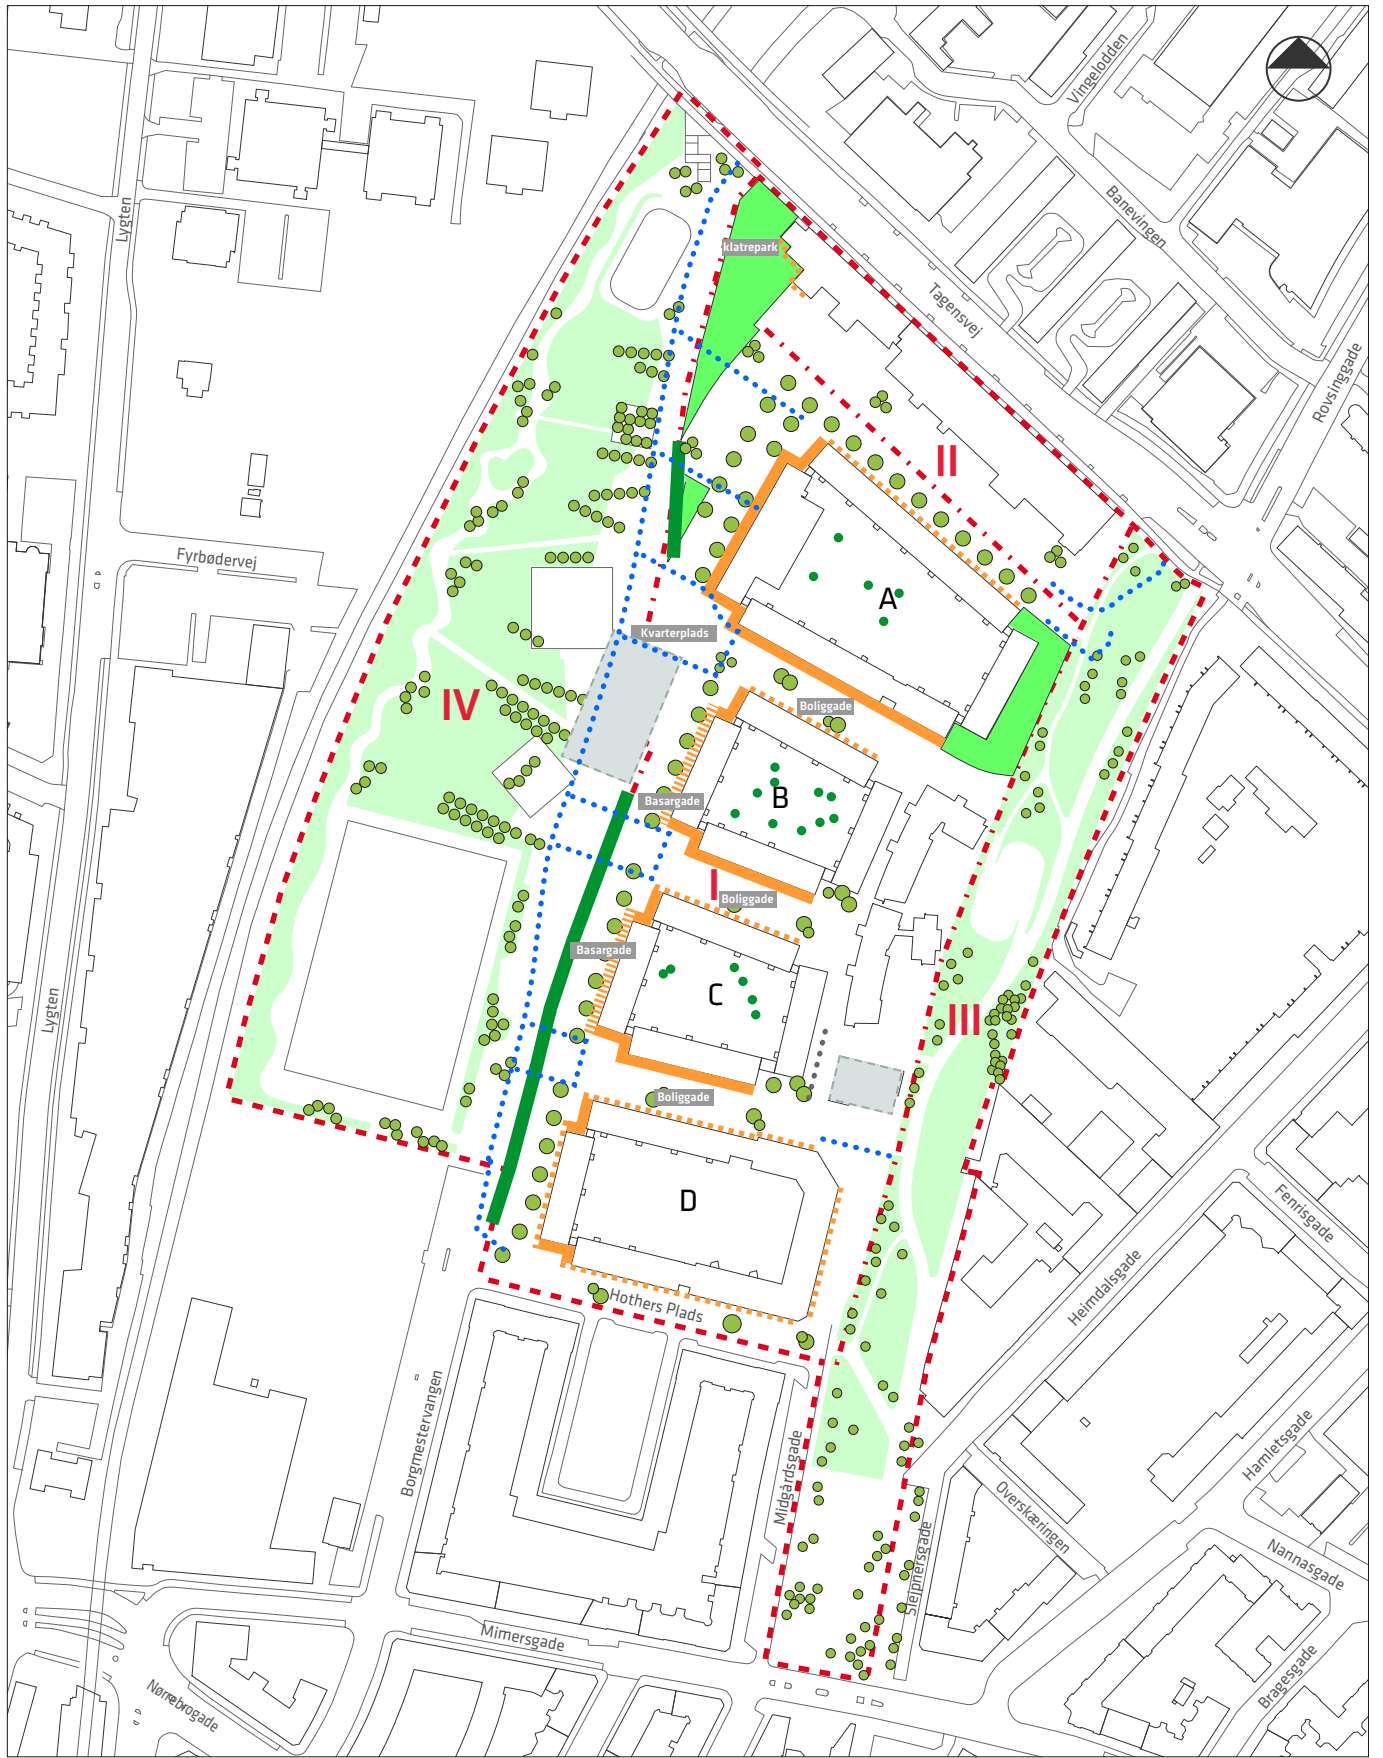 Vingelodden
Lygten
Banevingen
klatrepark
Tagensvej
Rovsinggade
II
Fyrbødervej
A
Kvarterplads
IV
Boliggade
B
Basargade
I
Boliggade
Basargade
C
Lygten
III
Boliggade
D
Fenrisgade
Heimdalsgade
Hothers Plads
Borgmestervangen
Midgårdsgade
Hamletsgade
Overskæringen
Sleipnersgade
Nannasgade
Mimersgade
Bragesgade
Nørrebrogade